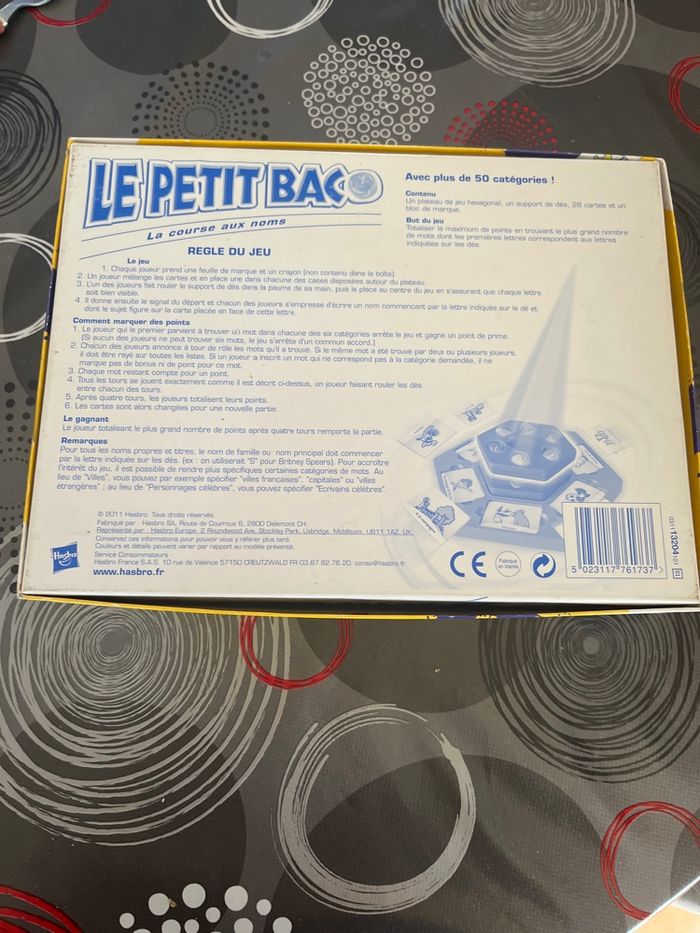 LE PETIT BAC
La course aux noms
REGLE DU JEU
Avec plus de 50 catégories !
Contenu
Un plateau de jeu hexagonal, un support de dés, 26 cartes et un
bloc de marque.
But du jeu
Totaliser le maximum de points en trouvant le plus grand nombre
de mots dont les premières lettres correspondent aux lettres
indiquées sur les dés.
Le jeu
1. Chaque joueur prend une feuille de marque et un crayon (non contenu dans la boîte).
2. Un joueur mélange les cartes et en place une dans chacune des cases disposées autour du plateau.
3. L'un des joueurs fait rouler le support de dés dans la paume de sa main, puis le place au centre du jeu en s'assurant que chaque lettre
soit bien visible.
4. Il donne ensuite le signal du départ et chacun des joueurs s'empresse d'écrire un nom commençant par la lettre indiquée sur le dé et
dont le sujet figure sur la carte placée en face de cette lettre.
Comment marquer des points
1. Le joueur qui le premier parvient à trouver un mot dans chacune des six catégories arrête le jeu et gagne un point de prime.
(Si aucun des joueurs ne peut trouver six mots, le jeu s'arrête d'un commun accord.)
2. Chacun des joueurs annonce à tour de rôle les mots qu'il a trouvé. Si le même mot a été trouvé par deux ou plusieurs joueurs,
il doit être rayé sur toutes les listes. Si un joueur a inscrit un mot qui ne correspond pas à la catégorie demandée, il ne
marque pas de bonus ni de point pour ce mot.
3. Chaque mot restant compte pour un point.
4. Tous les tours se jouent exactement comme il est décrit ci-dessus, un joueur faisant rouler les dés
entre chacun des tours.
5. Après quatre tours, les joueurs totalisent leurs points.
6. Les cartes sont alors changées pour une nouvelle partie.
Le gagnant
Le joueur totalisant le plus grand nombre de points après quatre tours remporte la partie.
Remarques
Pour tous les noms propres et titres, le nom de famille ou nom principal doit commencer
par la lettre indiquée sur les dés. (ex : on utiliserait "S" pour Britney Spears). Pour accroître
l'intérêt du jeu, il est possible de rendre plus spécifiques certaines catégories de mots. Au
lieu de "Villes", vous pouvez par exemple spécifier "villes françaises", "capitales" ou "villes
étrangères" ; au lieu de "Personnages célèbres", vous pouvez spécifier "Ecrivains célèbres".
© 2011 Hasbro. Tous droits réservés.
Fabriqué par : Hasbro SA, Route de Courroux 6, 2800 Delemont CH.
Représenté par : Hasbro Europe, 2 Roundwood Ave, Stockley Park, Uxbridge, Middlesex, UB11 1AZ. UK.
Conservez ces informations pour pouvoir vous y référer plus tard.
Couleurs et détails peuvent varier par rapport au modèle présenté.
Service Consommateurs :
Hasbro France S.A.S. 10 rue de Valence 57150 CREUTZWALD FR 03.87.82.76.20. conso@hasbro.fr.
www.hasbro.fr
Hasbro
CE
Fabriqué
en Irlande
5 023117 761737 >
031113204101